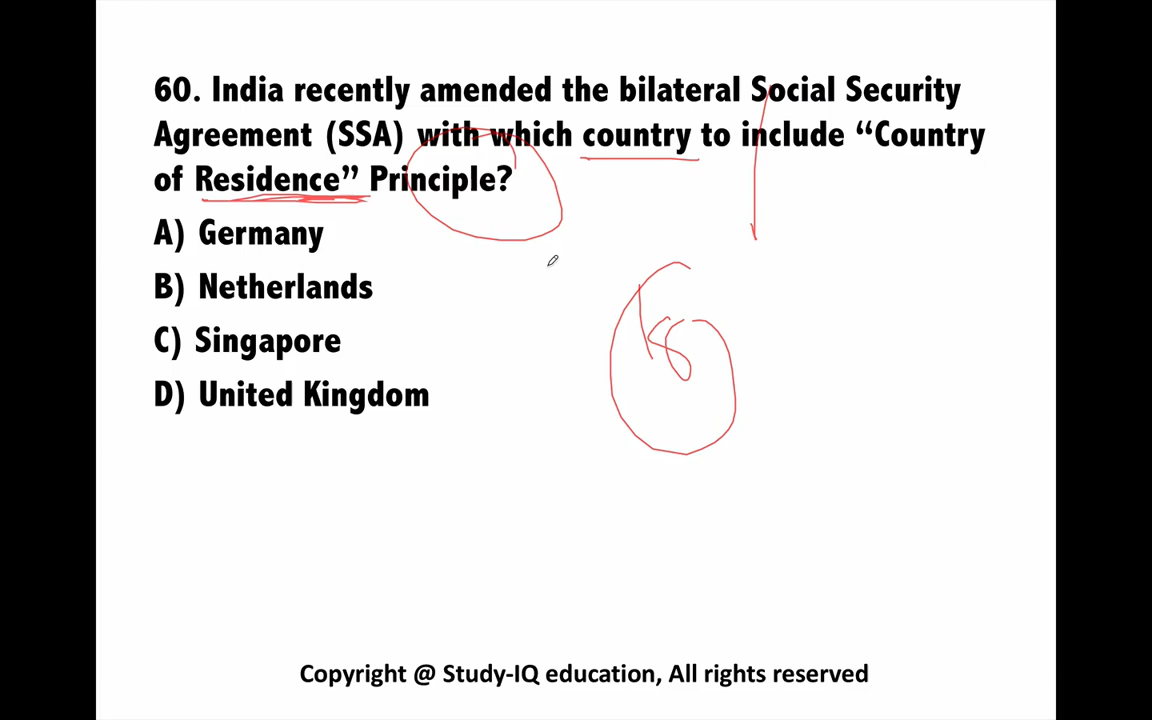 60. India recently amended the bilateral Social Security
Agreement (SSA) with which country to include “Country
of Residence” Principle?
A) Germany
B) Netherlands
C) Singapore
D) United Kingdom
18
Copyright @ Study-IQ education, All rights reserved